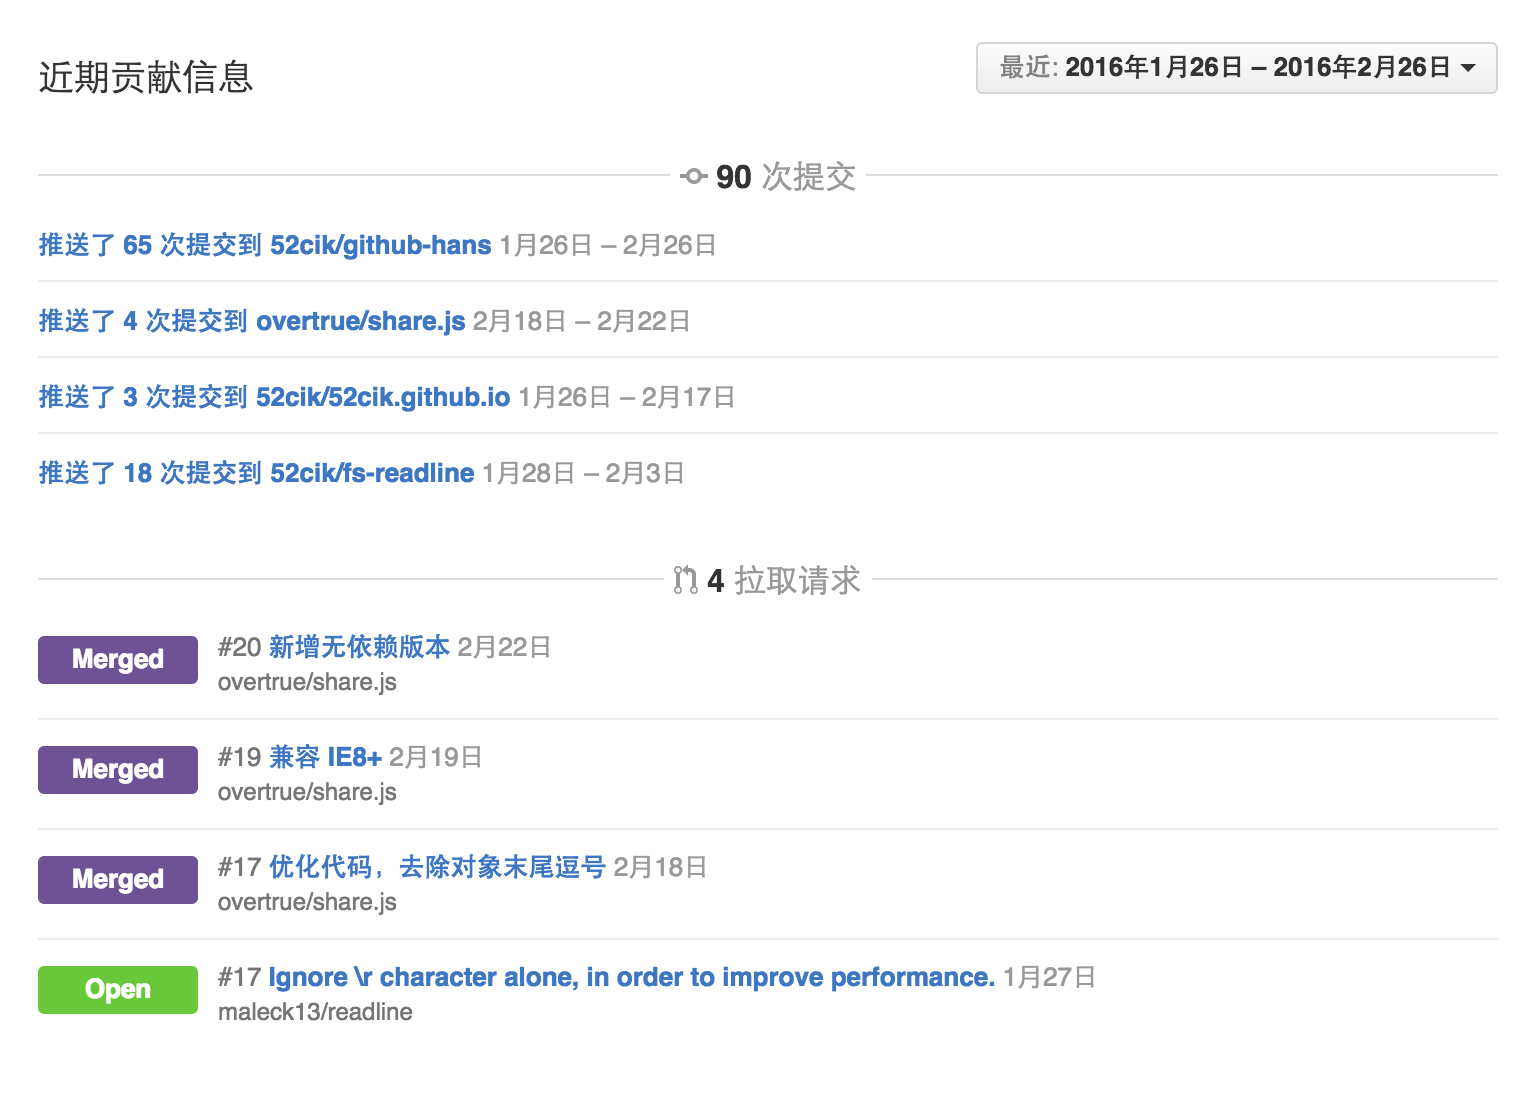 近期贡献信息
最近: 2016年1月26日 – 2016年2月26日
90 次提交
推送了 65 次提交到 52cik/github-hans 1月26日 – 2月26日
推送了 4 次提交到 overtrue/share.js 2月18日 – 2月22日
推送了 3 次提交到 52cik/52cik.github.io 1月26日 – 2月17日
推送了 18 次提交到 52cik/fs-readline 1月28日 – 2月3日
4 拉取请求
Merged #20 新增无依赖版本 2月22日
overtrue/share.js
Merged #19 兼容 IE8+ 2月19日
overtrue/share.js
Merged #17 优化代码，去除对象末尾逗号 2月18日
overtrue/share.js
Open #17 Ignore \r character alone, in order to improve performance. 1月27日
maleck13/readline